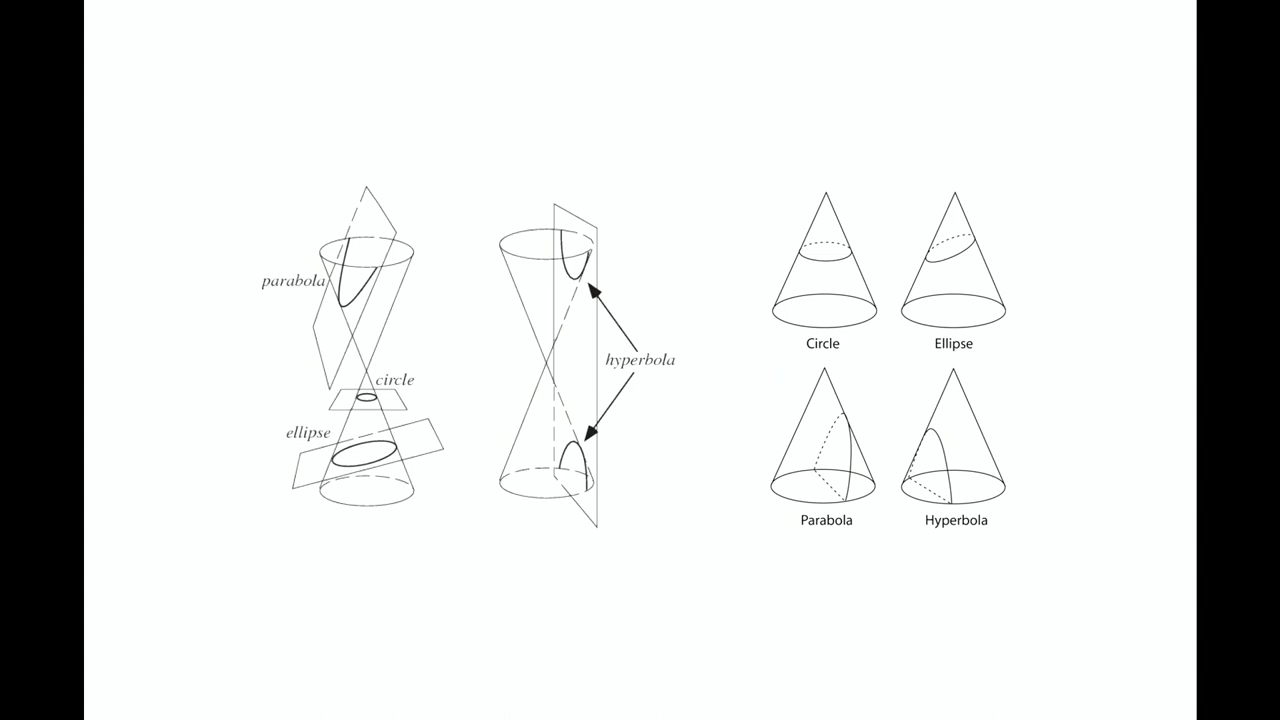 parabola
circle
ellipse
hyperbola
Circle
Ellipse
Parabola
Hyperbola